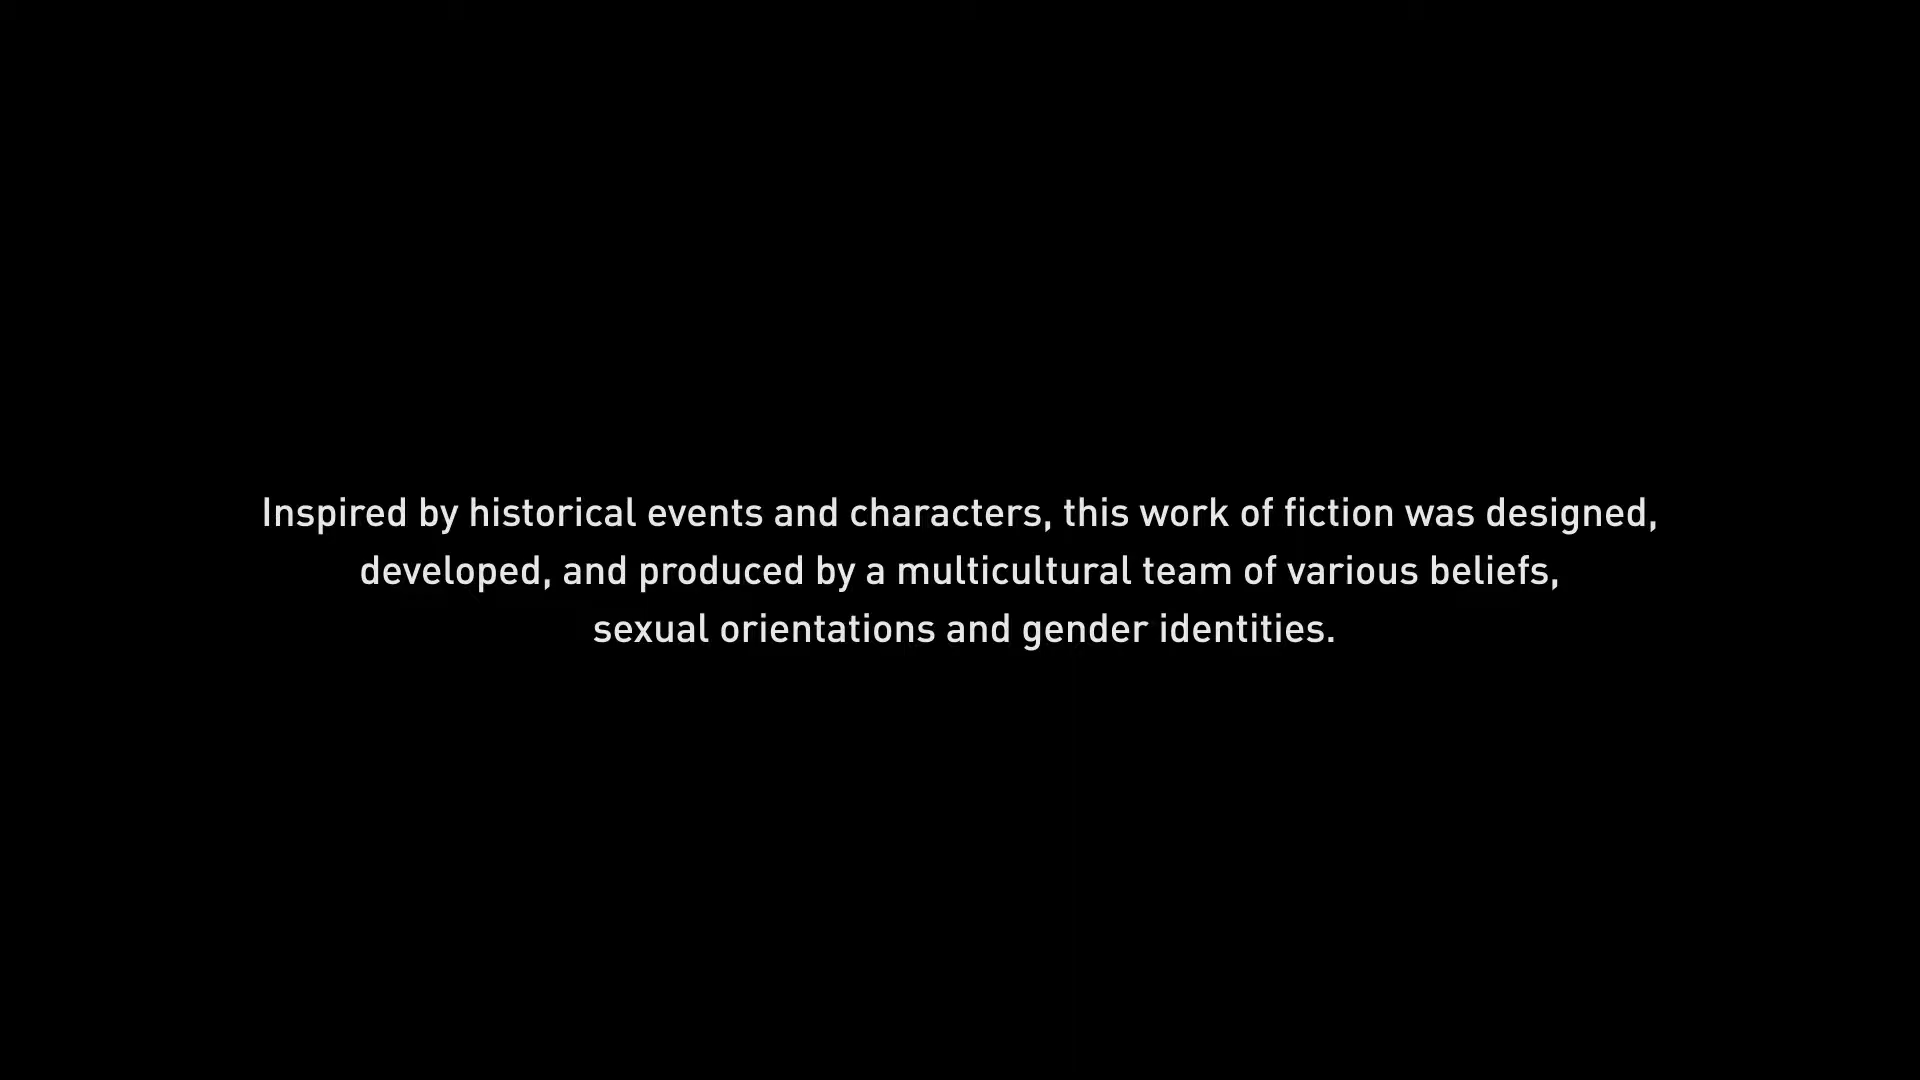 Inspired by historical events and characters, this work of fiction was designed,
developed, and produced by a multicultural team of various beliefs,
sexual orientations and gender identities.